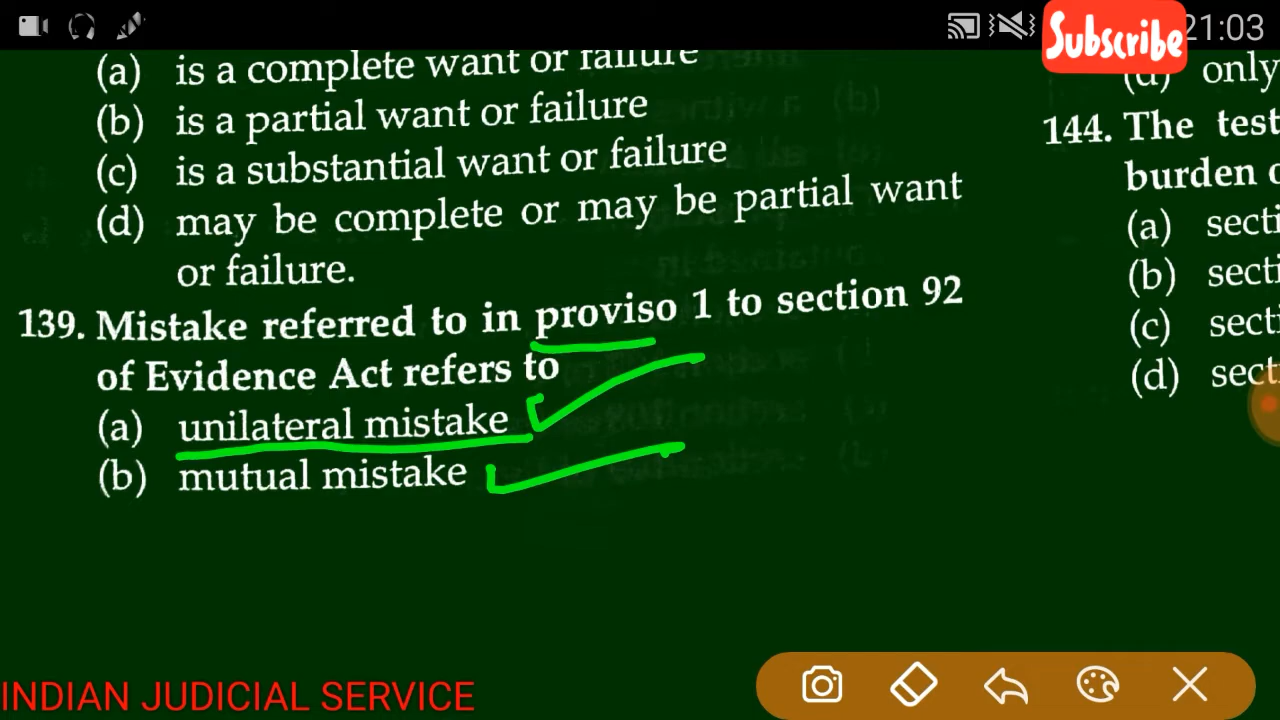 21:03
Subscribe
(a) is a complete want or failure
(b) is a partial want or failure
(c) is a substantial want or failure
(d) may be complete or may be partial want
or failure.
139. Mistake referred to in proviso 1 to section 92
of Evidence Act refers to
(a) unilateral mistake
(b) mutual mistake
(d) only
144. The test
burden o
(a) secti
(b) secti
(c) secti
(d) sect
INDIAN JUDICIAL SERVICE